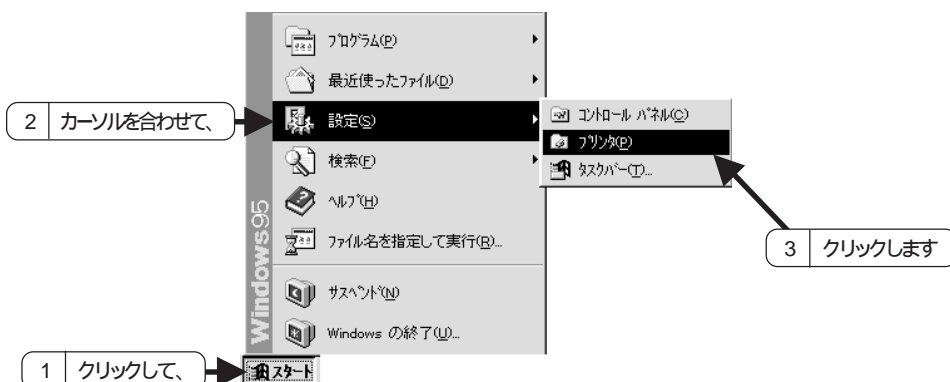 プログラム(P)
最近使ったファイル(D)
2 カーソルを合わせて、
設定(S)
コントロール パネル(C)
プリンタ(P)
タスクバー(T)...
検索(F)
ヘルプ(H)
ファイル名を指定して実行(R)...
3 クリックします
サスペンド(N)
Windows の終了(U)...
Windows95
1 クリックして、
スタート